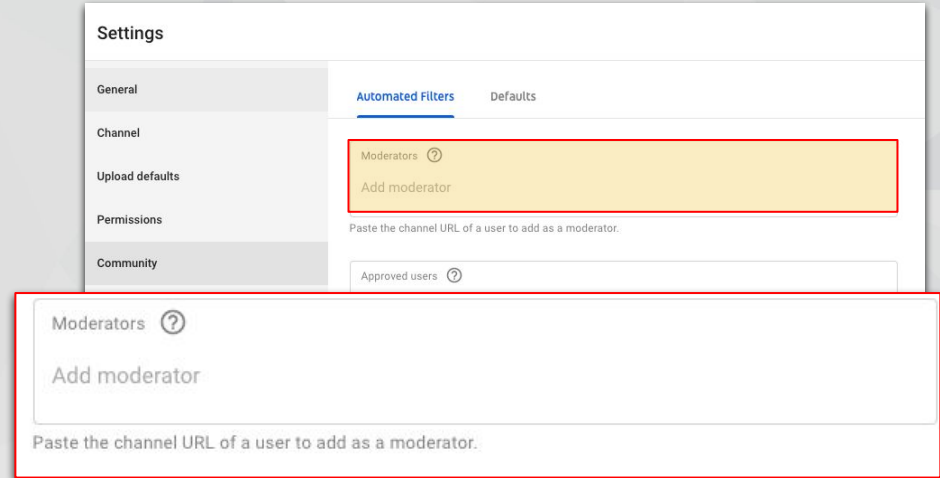 Settings
General
Channel
Upload defaults
Permissions
Community
Automated Filters Defaults
Moderators ?
Add moderator
Paste the channel URL of a user to add as a moderator.
Approved users ?
Moderators ?
Add moderator
Paste the channel URL of a user to add as a moderator.